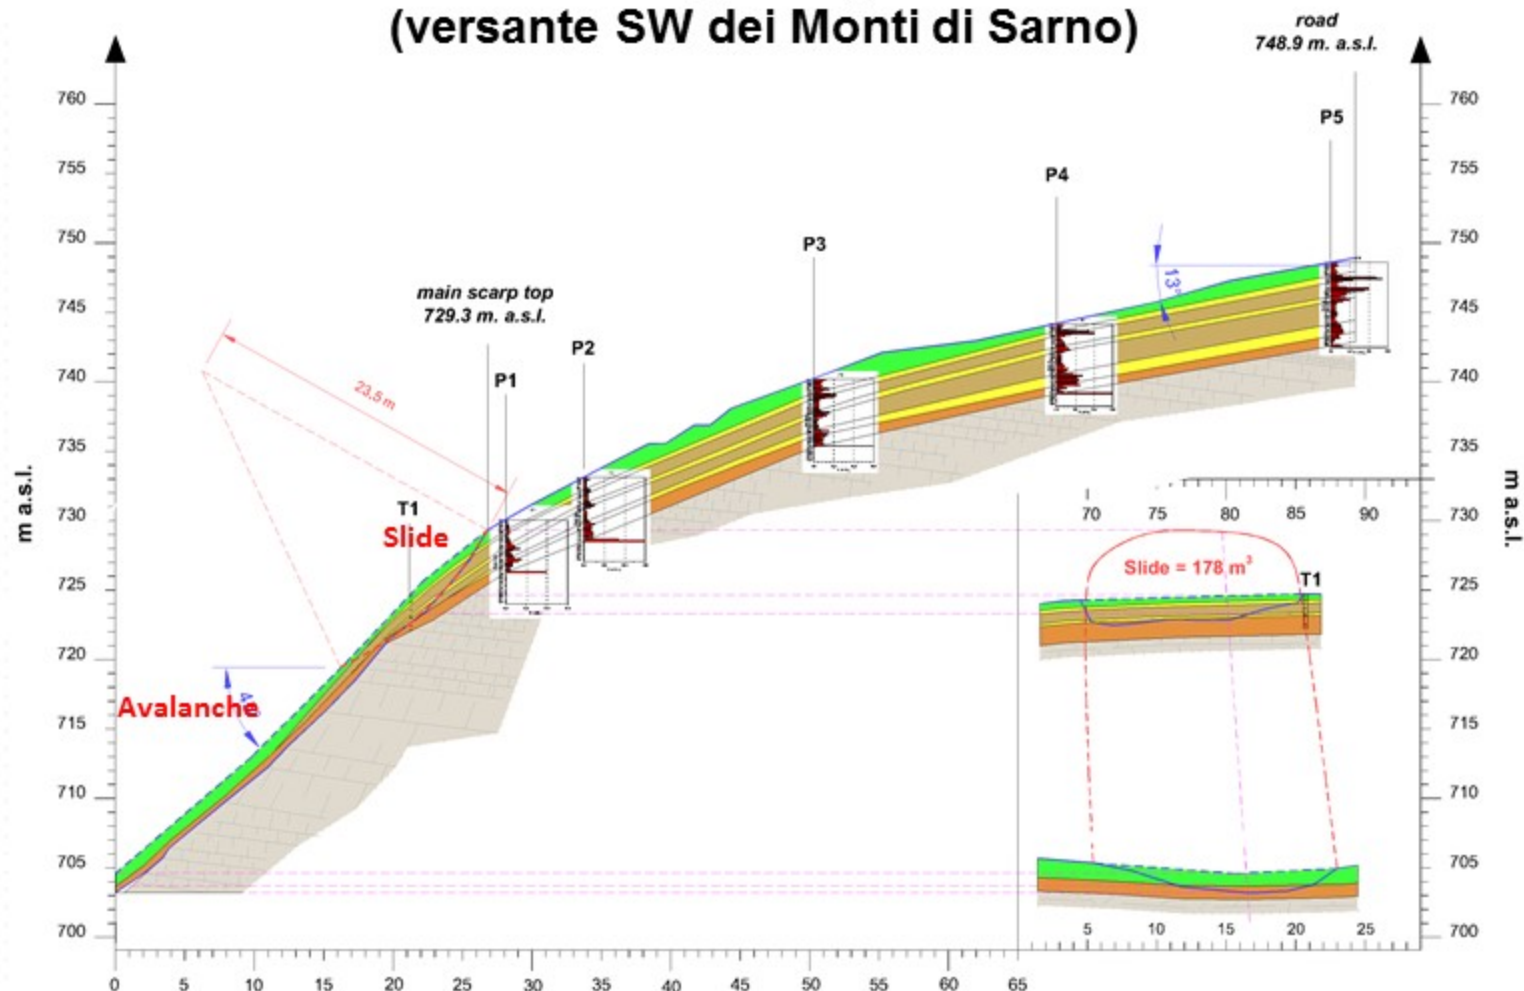 (versante SW dei Monti di Sarno)
road
748.9 m. a.s.l.
760
760
P5
755
755
P4
750
750
P3
13°
main scarp top
729.3 m. a.s.l.
745
745
P2
P1
740
740
23,5 m
735
735
m a.s.l.
m a.s.l.
T1
Slide
730
70 80 85 90
730
Slide = 178 m³
T1
725
725
720
720
Avalanche
715
715
710
710
705
705
700
5 10 15 20 25
700
0 5 10 15 20 25 30 35 40 45 50 55 60 65